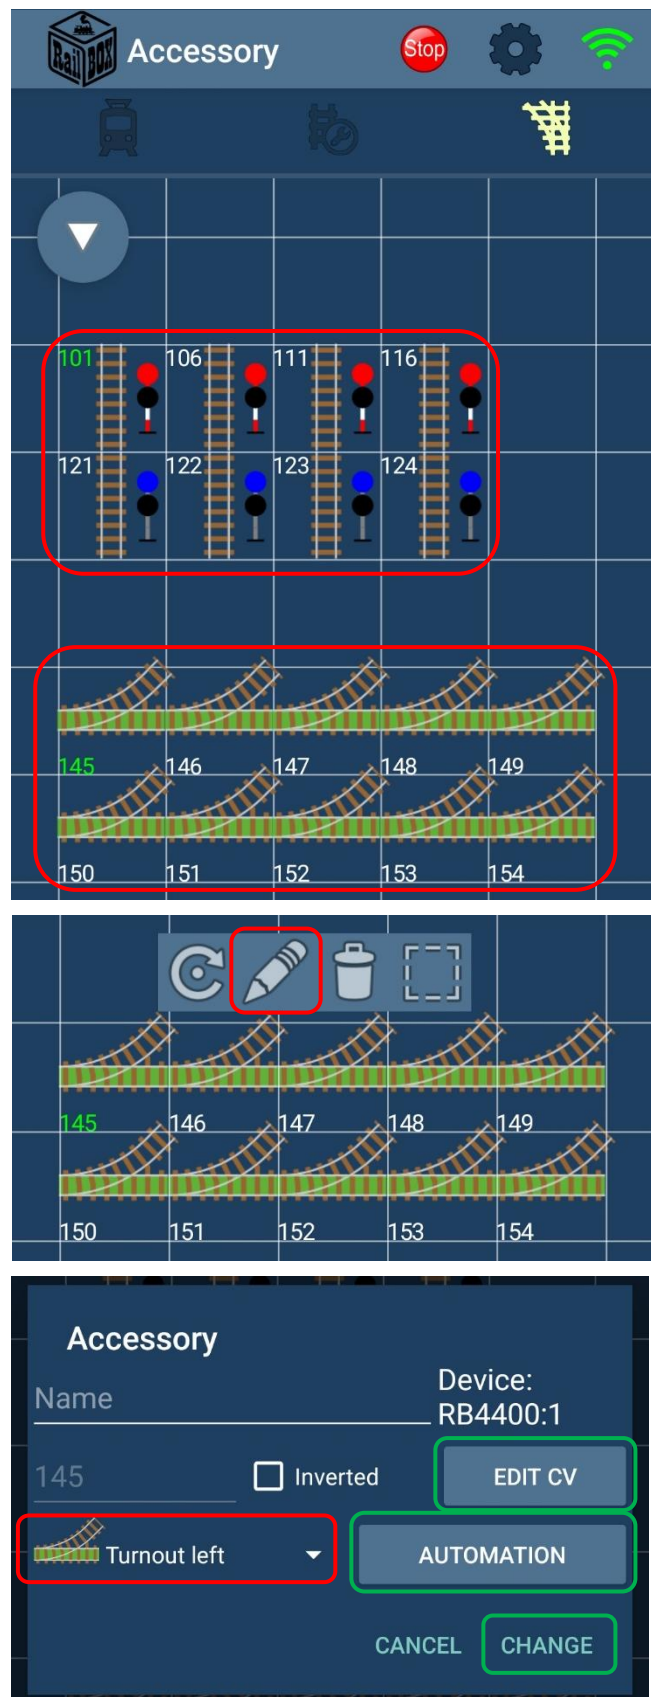 RailBOX
Accessory
Stop
101 106 111 116
121 122 123 124
145 146 147 148 149
150 151 152 153 154
145 146 147 148 149
150 151 152 153 154
Accessory
Name
Device:
RB4400:1
145
Inverted
EDIT CV
Turnout left
AUTOMATION
CANCEL
CHANGE